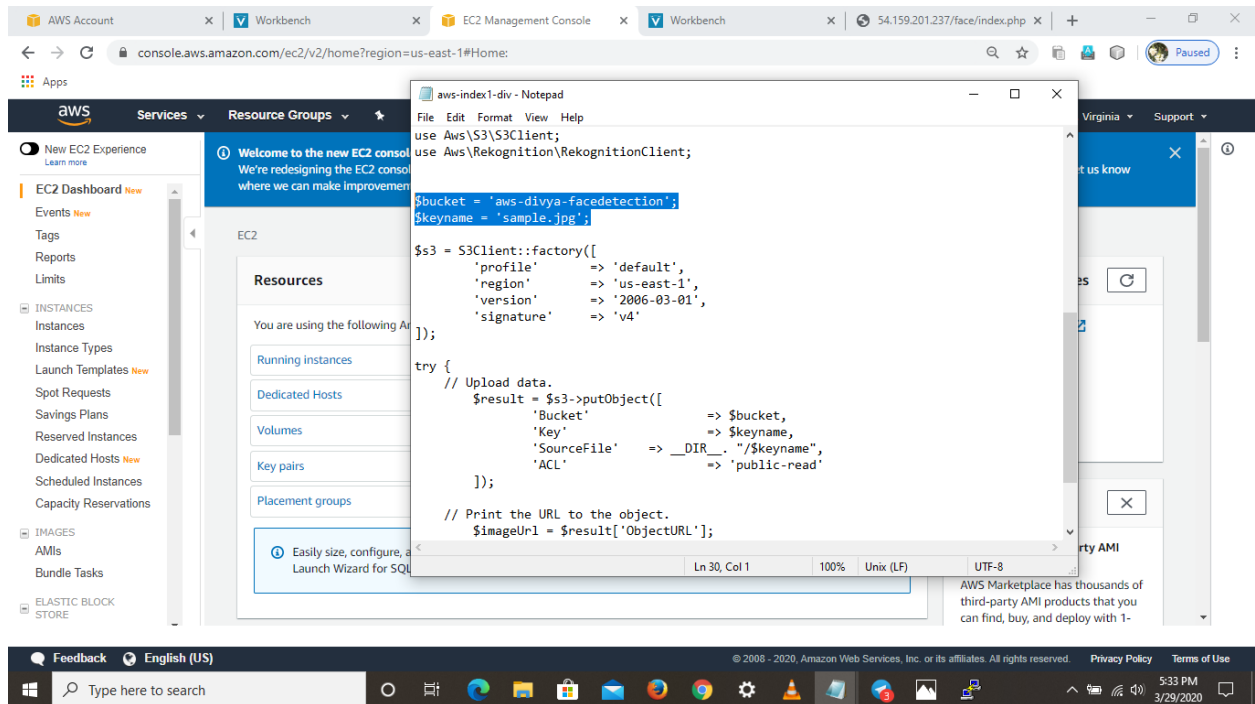 AWS Account
Workbench
EC2 Management Console
Workbench
54.159.201.237/face/index.php
console.aws.amazon.com/ec2/v2/home?region=us-east-1#Home:
Paused
Apps
aws
Services
Resource Groups
Virginia
Support
New EC2 Experience
Learn more
EC2 Dashboard New
Events New
Tags
Reports
Limits
INSTANCES
Instances
Instance Types
Launch Templates New
Spot Requests
Savings Plans
Reserved Instances
Dedicated Hosts New
Scheduled Instances
Capacity Reservations
IMAGES
AMIs
Bundle Tasks
ELASTIC BLOCK
STORE
Welcome to the new EC2 consol
We're redesigning the EC2 consol
where we can make improvemen
t us know
EC2
Resources
es
You are using the following Am
Running instances
Dedicated Hosts
Volumes
Key pairs
Placement groups
Easily size, configure, a
Launch Wizard for SQL
rty AMI
AWS Marketplace has thousands of
third-party AMI products that you
can find, buy, and deploy with 1-
aws-index1-div - Notepad
File Edit Format View Help
use Aws\S3\S3Client;
use Aws\Rekognition\RekognitionClient;
$bucket = 'aws-divya-facedetection';
$keyname = 'sample.jpg';
$s3 = S3Client::factory([
'profile' => 'default',
'region' => 'us-east-1',
'version' => '2006-03-01',
'signature' => 'v4'
]);
try {
// Upload data.
$result = $s3->putObject([
'Bucket' => $bucket,
'Key' => $keyname,
'SourceFile' => __DIR__. "/$keyname",
'ACL' => 'public-read'
]);
// Print the URL to the object.
$imageUrl = $result['ObjectURL'];
Ln 30, Col 1
100%
Unix (LF)
UTF-8
Feedback
English (US)
© 2008 - 2020, Amazon Web Services, Inc. or its affiliates. All rights reserved.
Privacy Policy
Terms of Use
Type here to search
3
5:33 PM
3/29/2020